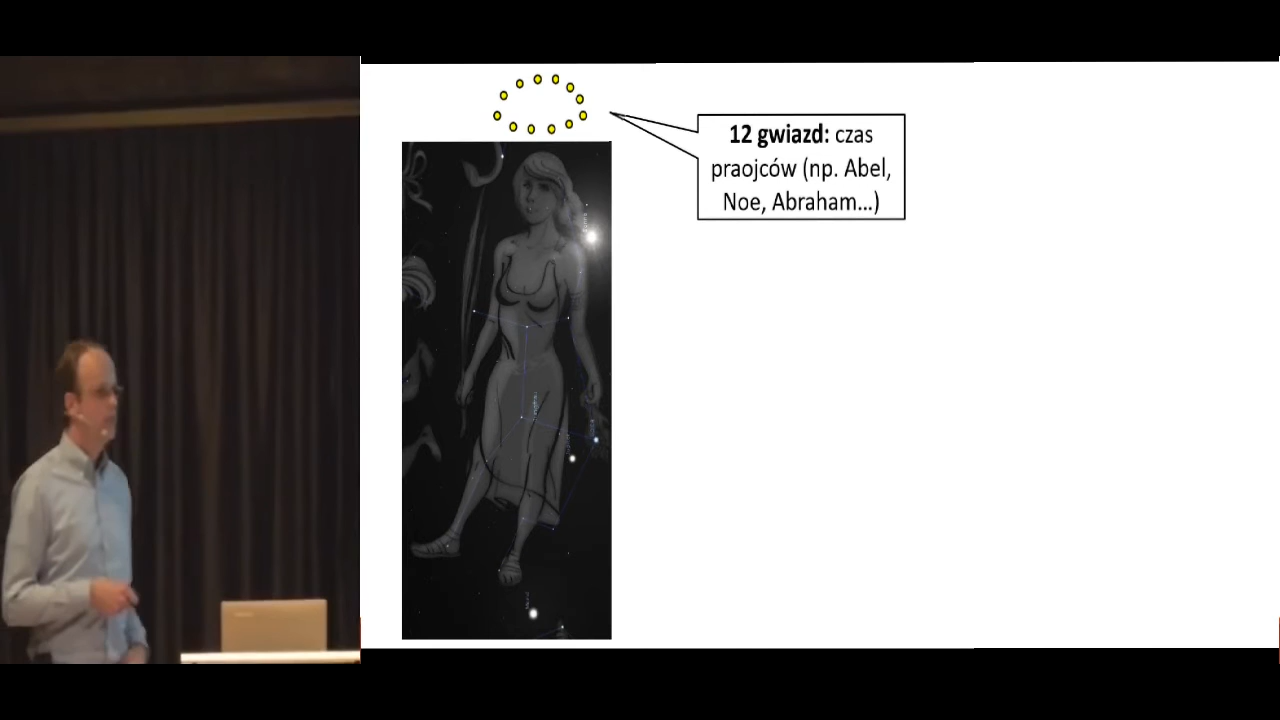 12 gwiazd: czas
praojców (np. Abel,
Noe, Abraham...)